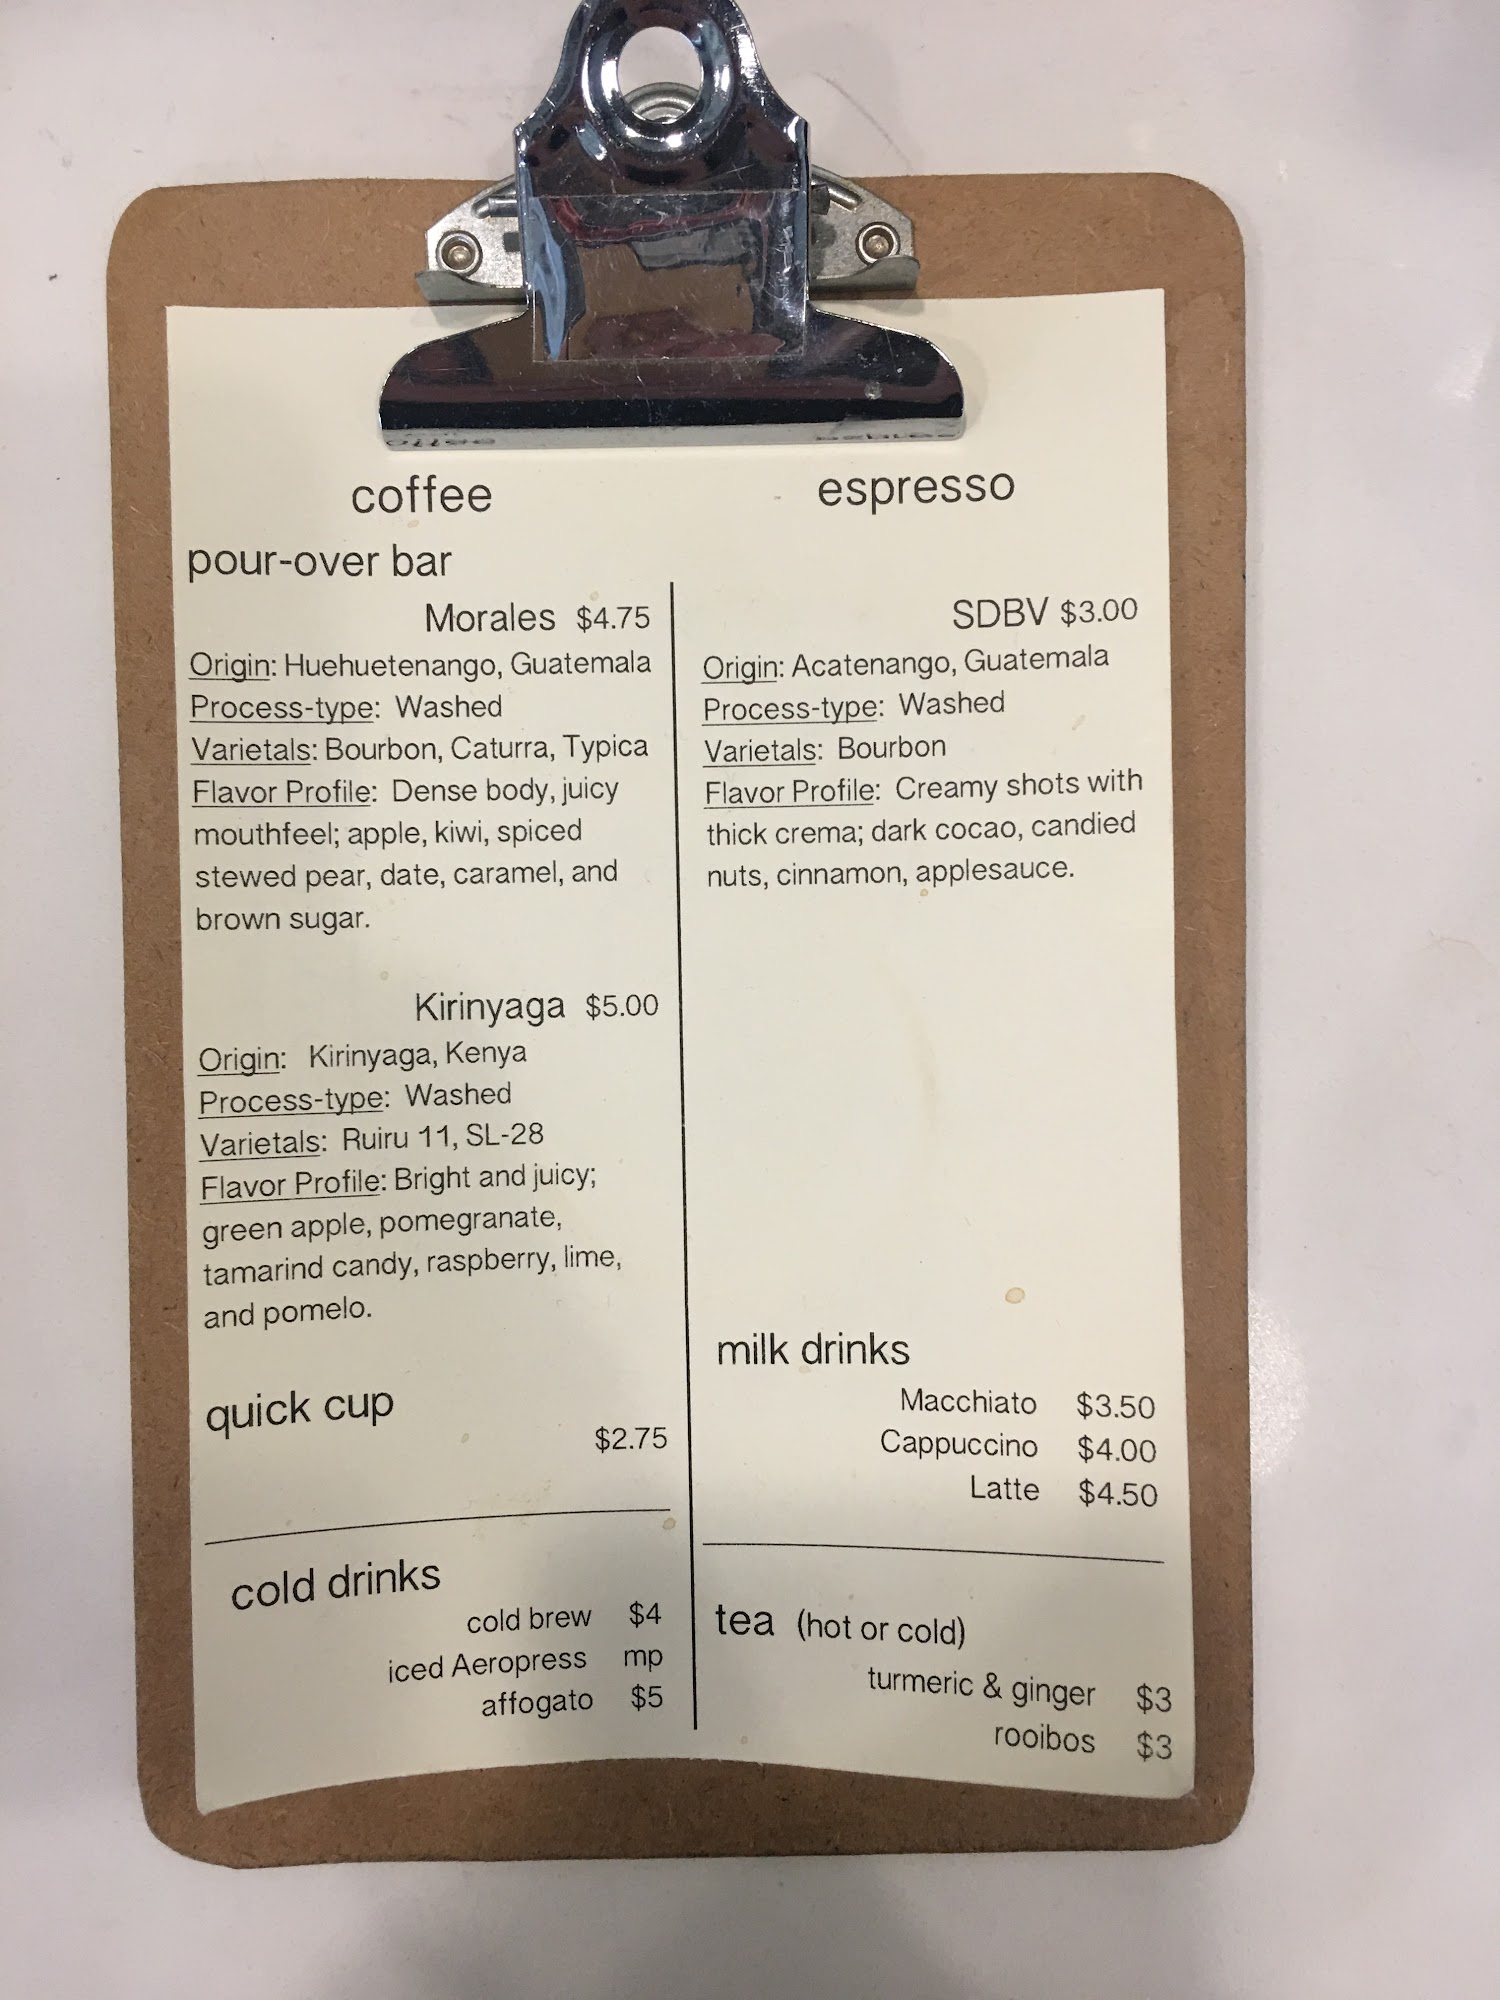 coffee
pour-over bar
Morales $4.75
Origin: Huehuetenango, Guatemala
Process-type: Washed
Varietals: Bourbon, Caturra, Typica
Flavor Profile: Dense body, juicy
mouthfeel; apple, kiwi, spiced
stewed pear, date, caramel, and
brown sugar.
Kirinyaga $5.00
Origin: Kirinyaga, Kenya
Process-type: Washed
Varietals: Ruiru 11, SL-28
Flavor Profile: Bright and juicy;
green apple, pomegranate,
tamarind candy, raspberry, lime,
and pomelo.
quick cup
$2.75
cold drinks
cold brew $4
iced Aeropress mp
affogato $5
espresso
SDBV $3.00
Origin: Acatenango, Guatemala
Process-type: Washed
Varietals: Bourbon
Flavor Profile: Creamy shots with
thick crema; dark cocao, candied
nuts, cinnamon, applesauce.
milk drinks
Macchiato $3.50
Cappuccino $4.00
Latte $4.50
tea (hot or cold)
turmeric & ginger $3
rooibos $3